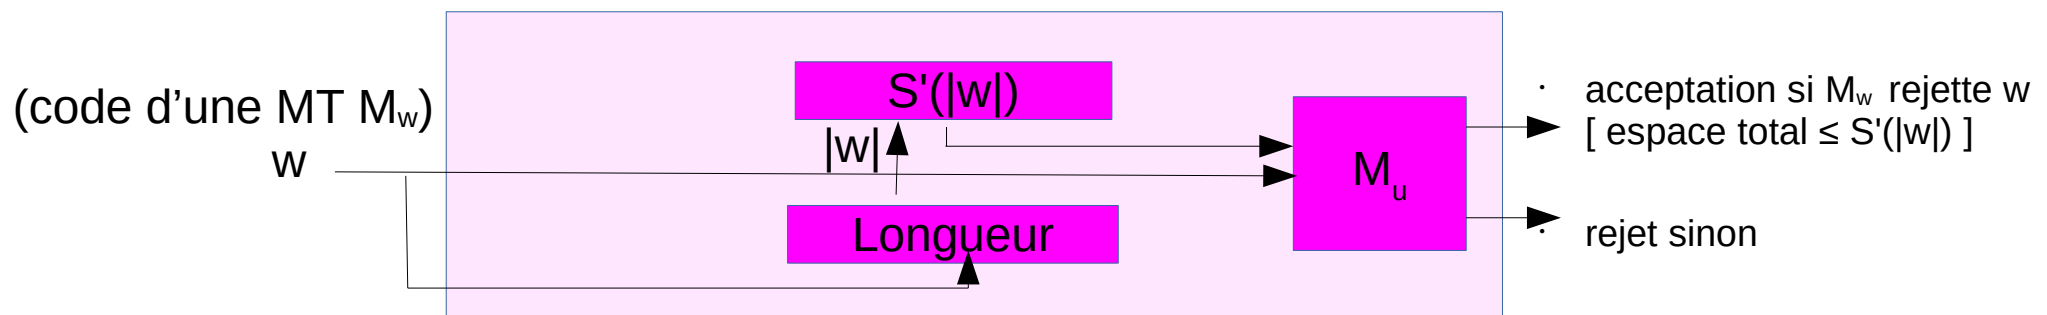 (code d’une MT Mw)
w
S'(|w|)
|w|
Longueur
Mu
· acceptation si Mw rejette w
[ espace total ≤ S'(|w|) ]
· rejet sinon